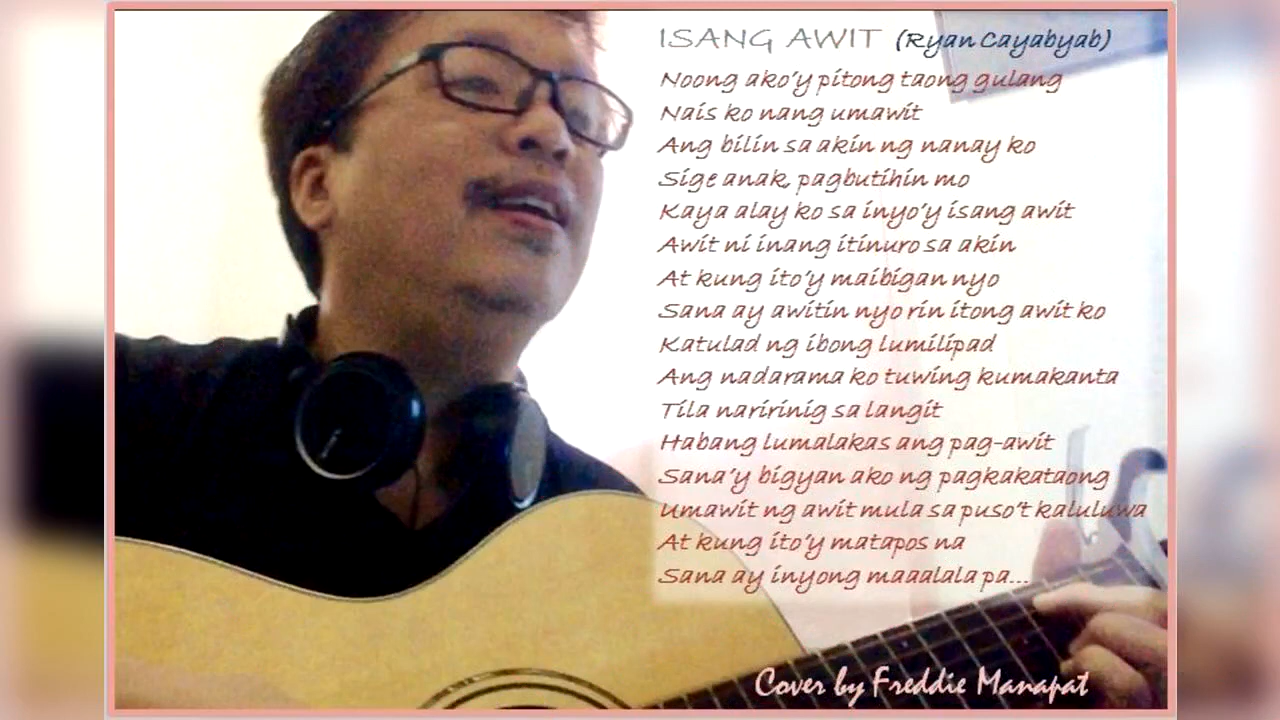 ISANG AWIT (Ryan Cayabyab)
Noong ako'y pitong taong gulang
Nais ko nang umawit
Ang bilin sa akin ng nanay ko
Sige anak, pagbutihin mo
Kaya alay ko sa inyo'y isang awit
Awit ni inang itinuro sa akin
At kung ito'y maibigan nyo
Sana ay awitin nyo rin itong awit ko
Katulad ng ibong lumilipad
Ang nadarama ko tuwing kumakanta
Tila naririnig sa langit
Habang lumalakas ang pag-awit
Sana'y bigyan ako ng pagkakataong
Umawit ng awit mula sa puso't kaluluwa
At kung ito'y matapos na
Sana ay inyong maaalala pa...
Cover by Freddie Manapat